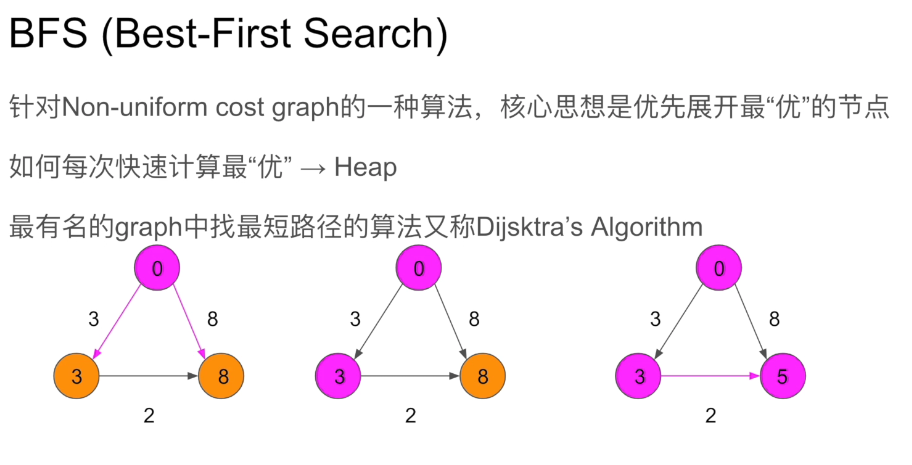 BFS (Best-First Search)
针对Non-uniform cost graph的一种算法，核心思想是优先展开最“优”的节点
如何每次快速计算最“优” → Heap
最有名的graph中找最短路径的算法又称Dijsktra’s Algorithm
0 0 0
3 8 3 8 3 8
3 8 3 8 3 5
2 2 2